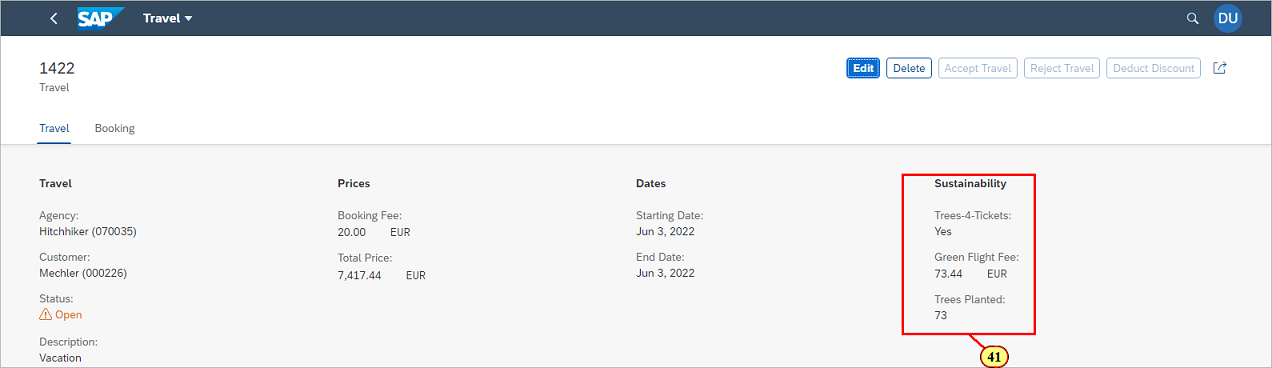 SAP Travel
DU
1422
Travel
Edit Delete Accept Travel Reject Travel Deduct Discount
Travel Booking
Travel
Agency:
Hitchhiker (070035)
Customer:
Mechler (000226)
Status:
Open
Description:
Vacation
Prices
Booking Fee:
20.00 EUR
Total Price:
7,417.44 EUR
Dates
Starting Date:
Jun 3, 2022
End Date:
Jun 3, 2022
Sustainability
Trees-4-Tickets:
Yes
Green Flight Fee:
73.44 EUR
Trees Planted:
73
41